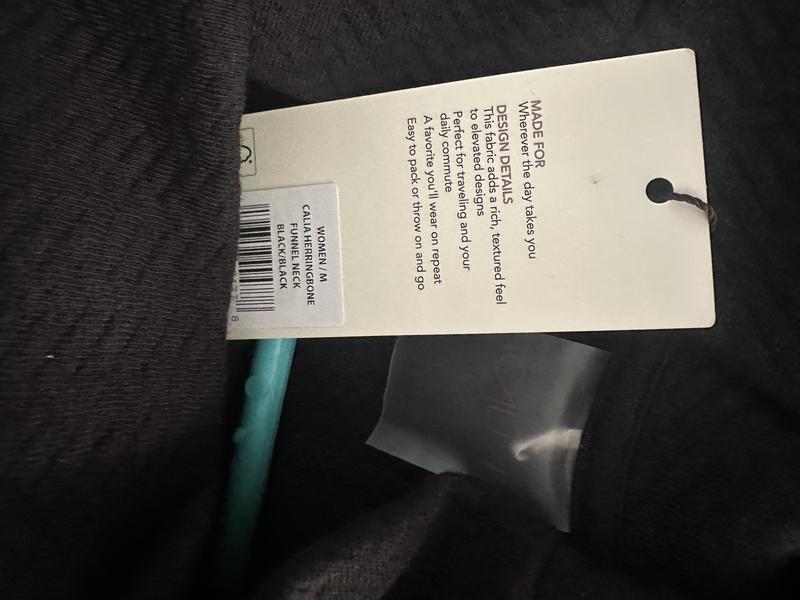 MADE FOR
Wherever the day takes you
DESIGN DETAILS
This fabric adds a rich, textured feel
to elevated designs
Perfect for traveling and your
daily commute
A favorite you'll wear on repeat
Easy to pack or throw on and go
WOMEN / M
CALIA HERRINGBONE
FUNNEL NECK
BLACK/BLACK
8